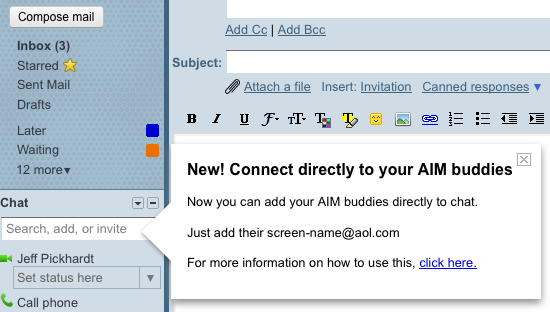 Compose mail
Inbox (3)
Starred
Sent Mail
Drafts
Later
Waiting
12 more▾
Chat
Search, add, or invite
Jeff Pickhardt
Set status here
Call phone
Add Cc | Add Bcc
Subject:
Attach a file Insert: Invitation Canned responses ▼
B I U F T T T
New! Connect directly to your AIM buddies
Now you can add your AIM buddies directly to chat.
Just add their screen-name@aol.com
For more information on how to use this, click here.